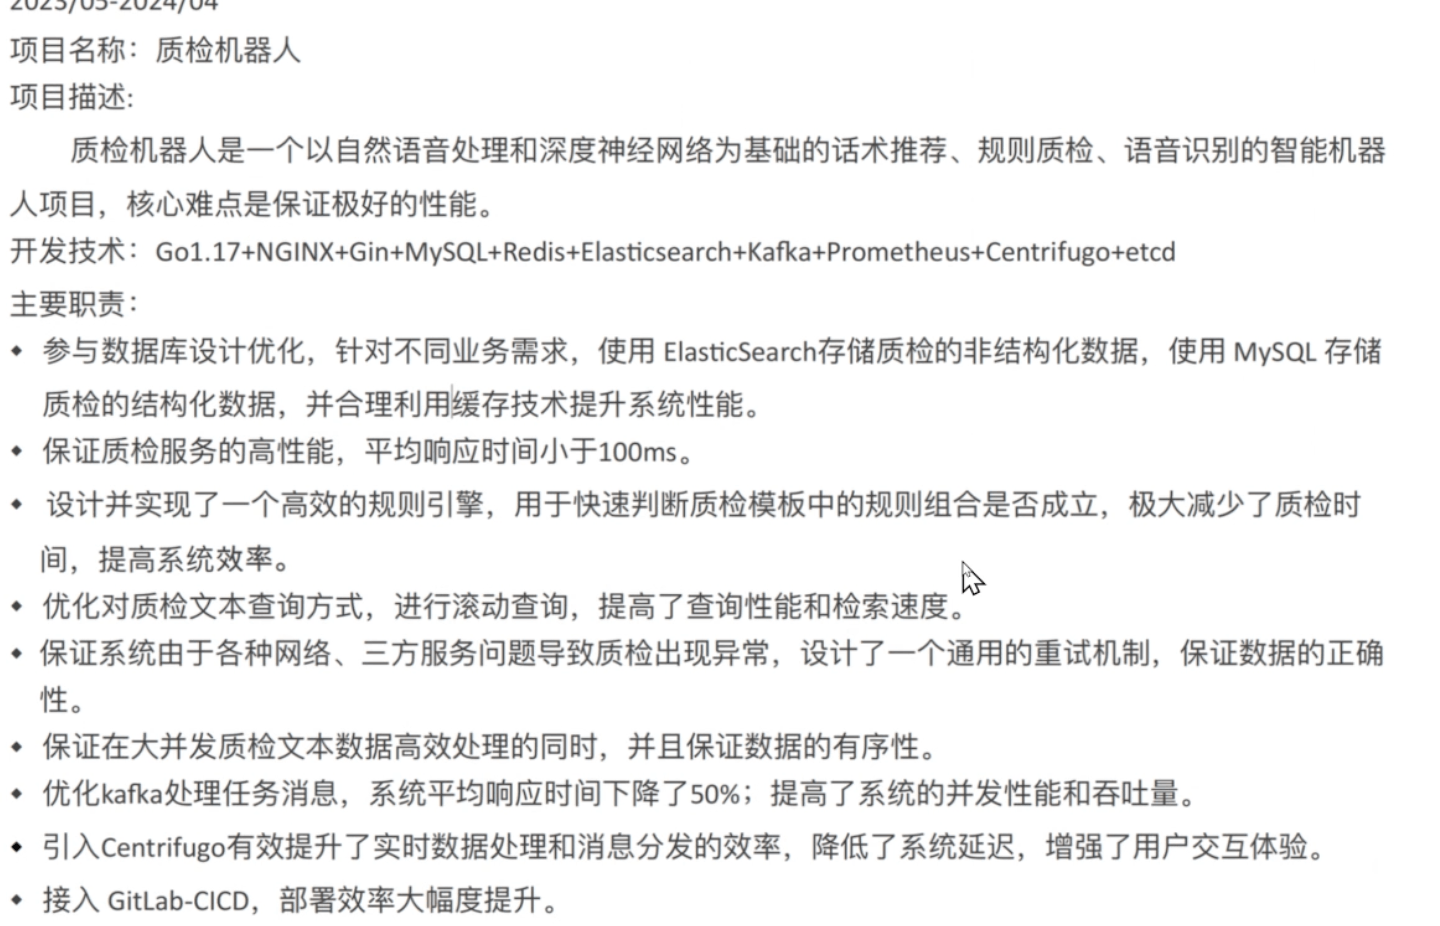 2023/05-2024/04
项目名称：质检机器人
项目描述:
质检机器人是一个以自然语音处理和深度神经网络为基础的话术推荐、规则质检、语音识别的智能机器
人项目，核心难点是保证极好的性能。
开发技术：Go1.17+NGINX+Gin+MySQL+Redis+Elasticsearch+Kafka+Prometheus+Centrifugo+etcd
主要职责：
◆ 参与数据库设计优化，针对不同业务需求，使用 ElasticSearch存储质检的非结构化数据，使用 MySQL 存储
质检的结构化数据，并合理利用缓存技术提升系统性能。
◆ 保证质检服务的高性能，平均响应时间小于100ms。
◆ 设计并实现了一个高效的规则引擎，用于快速判断质检模板中的规则组合是否成立，极大减少了质检时
间，提高系统效率。
◆ 优化对质检文本查询方式，进行滚动查询，提高了查询性能和检索速度。
◆ 保证系统由于各种网络、三方服务问题导致质检出现异常，设计了一个通用的重试机制，保证数据的正确
性。
◆ 保证在大并发质检文本数据高效处理的同时，并且保证数据的有序性。
◆ 优化kafka处理任务消息，系统平均响应时间下降了50%；提高了系统的并发性能和吞吐量。
◆ 引入Centrifugo有效提升了实时数据处理和消息分发的效率，降低了系统延迟，增强了用户交互体验。
◆ 接入 GitLab-CICD，部署效率大幅度提升。